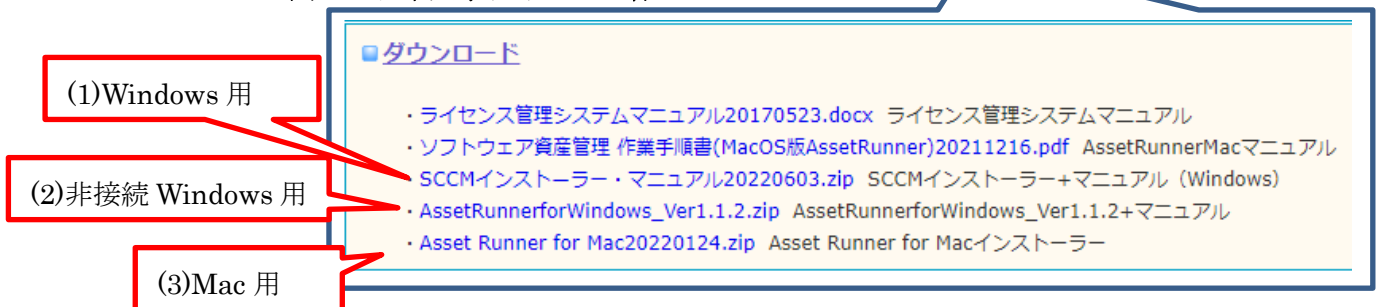 ダウンロード
(1)Windows 用
・ライセンス管理システムマニュアル20170523.docx ライセンス管理システムマニュアル
・ソフトウェア資産管理 作業手順書(MacOS版AssetRunner)20211216.pdf AssetRunnerMacマニュアル
(2)非接続 Windows 用
・SCCMインストーラー・マニュアル20220603.zip SCCMインストーラー+マニュアル（Windows）
・AssetRunnerforWindows_Ver1.1.2.zip AssetRunnerforWindows_Ver1.1.2+マニュアル
・Asset Runner for Mac20220124.zip Asset Runner for Macインストーラー
(3)Mac 用